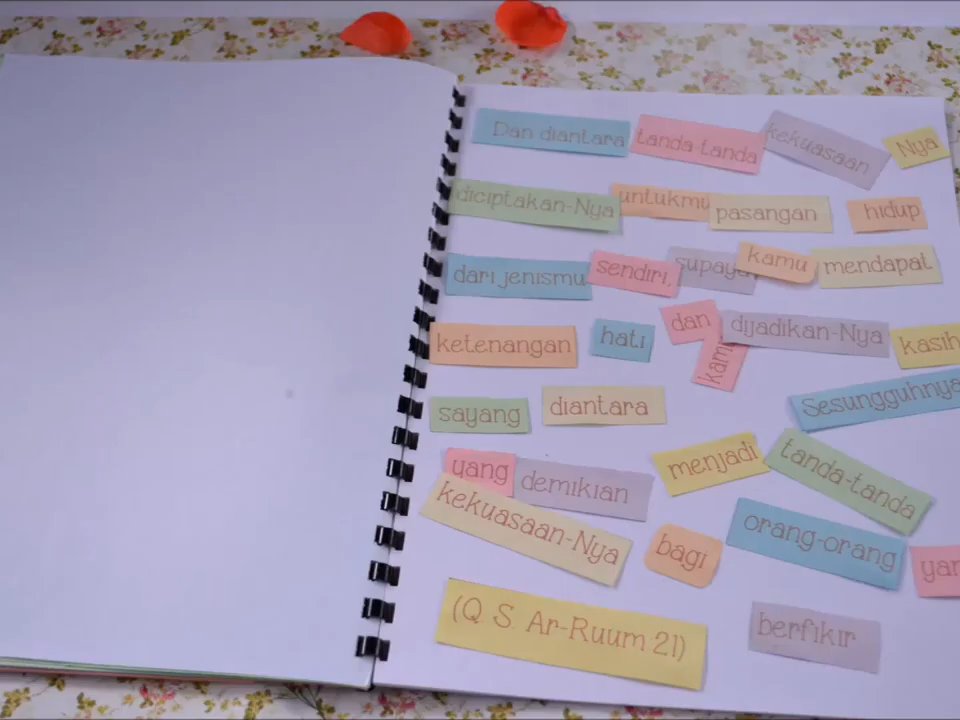 Dan diantara tanda-tanda kekuasaan Nya
diciptakan-Nya untukmu pasangan hidup
dari jenismu sendiri, supaya kamu mendapat
ketenangan hati dan dijadikan-Nya kasih
kamu
sayang diantara Sesungguhnya
yang demikian menjadi tanda-tanda
kekuasaan-Nya bagi orang-orang
(Q S. Ar-Ruum 21) berfikir